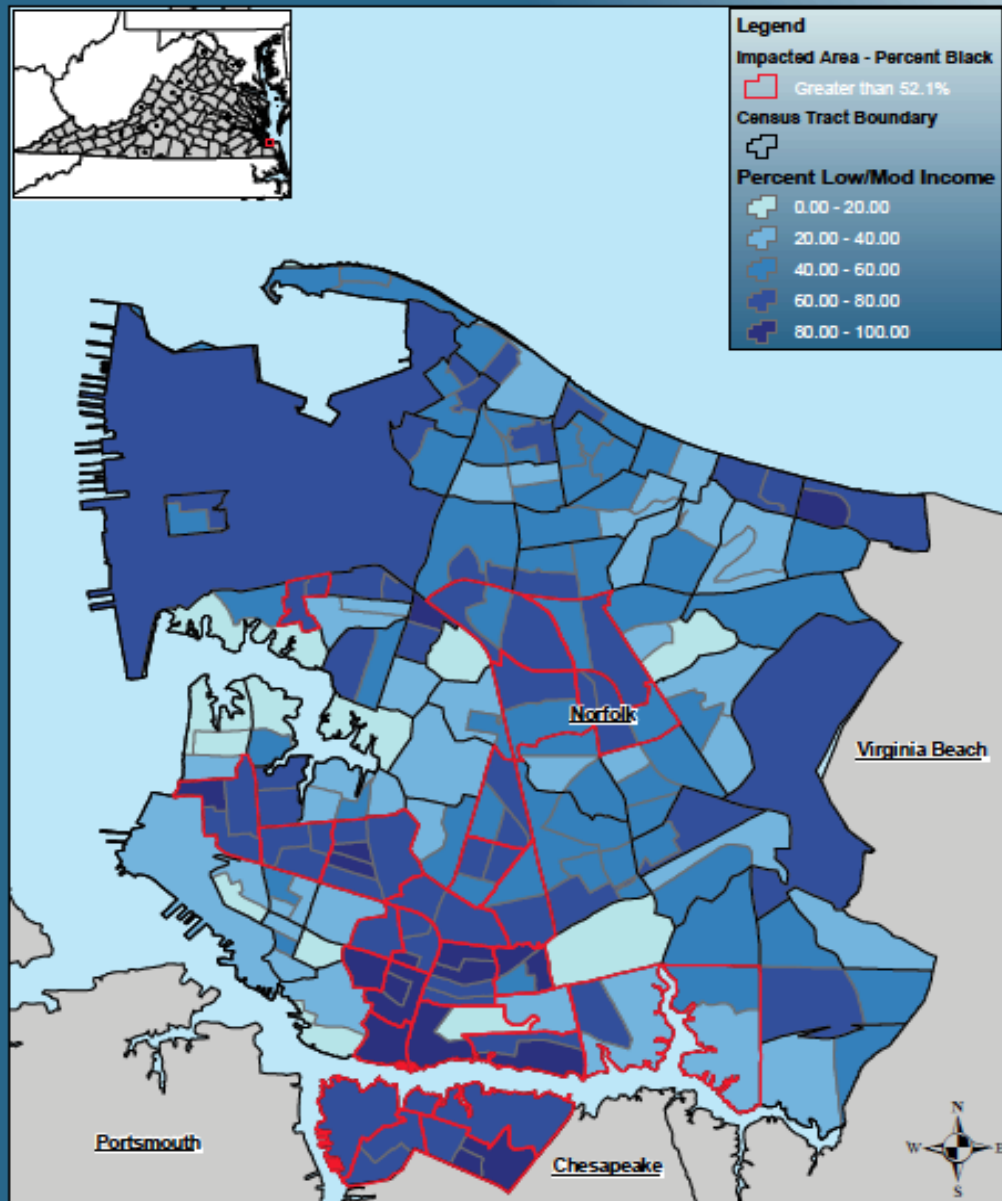 Legend
Impacted Area - Percent Black
Greater than 52.1%
Census Tract Boundary
Percent Low/Mod Income
0.00 - 20.00
20.00 - 40.00
40.00 - 60.00
60.00 - 80.00
80.00 - 100.00
Norfolk
Virginia Beach
Portsmouth
Chesapeake
N
W E
S